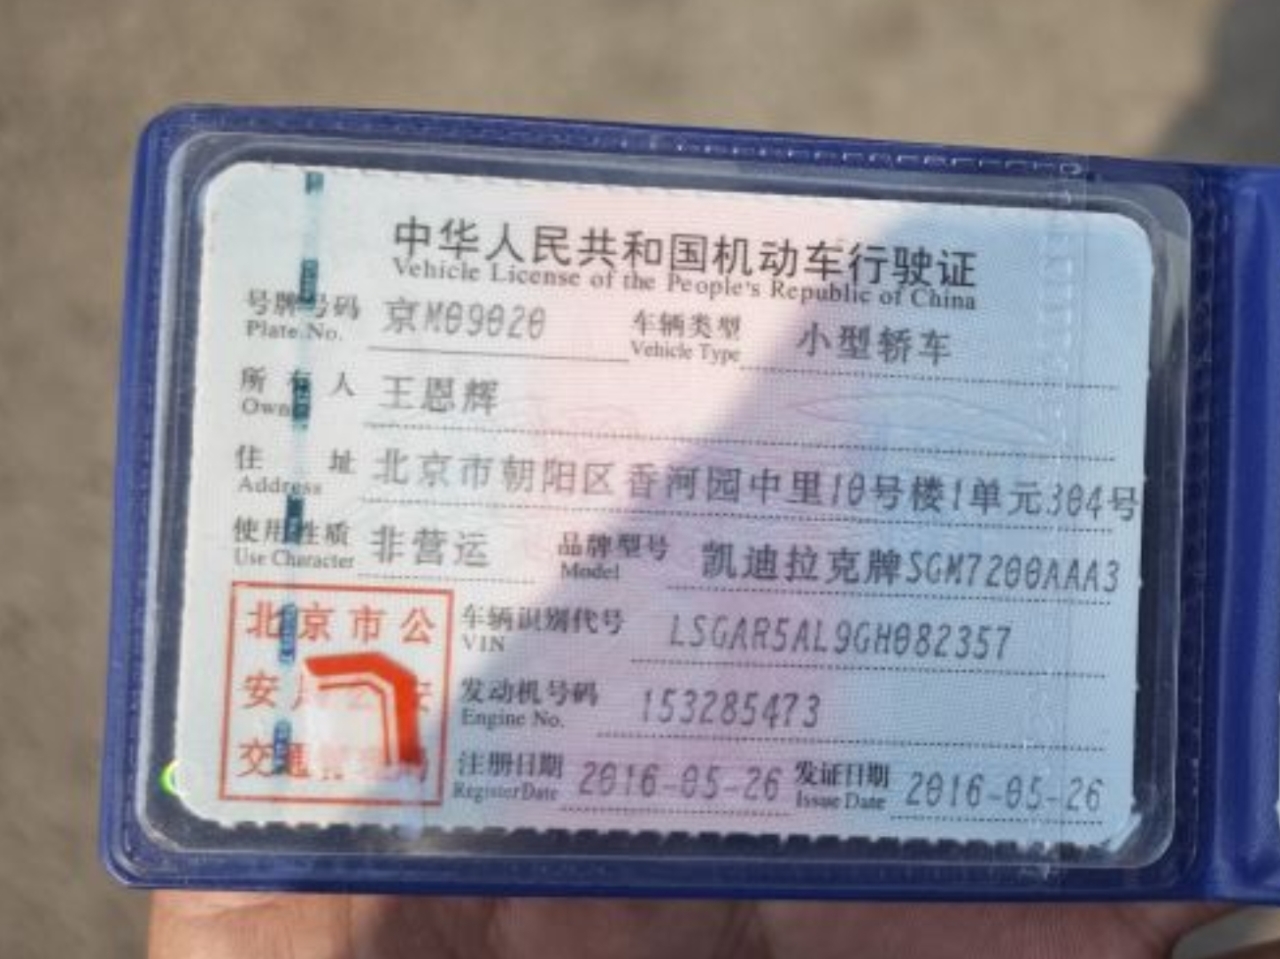 中华人民共和国机动车行驶证
Vehicle License of the People's Republic of China
号牌号码 京M09020 车辆类型 小型轿车
Plate No. Vehicle Type
所有人 王恩辉
Owner
住址 北京市朝阳区香河园中里10号楼1单元304号
Address
使用性质 非营运 品牌型号 凯迪拉克牌SGM7200AAA3
Use Character Model
车辆识别代号 LSGAR5AL9GH082357
VIN
发动机号码 153285473
Engine No.
注册日期 2016-05-26 发证日期 2016-05-26
Register Date Issue Date
北京市公
安
交通